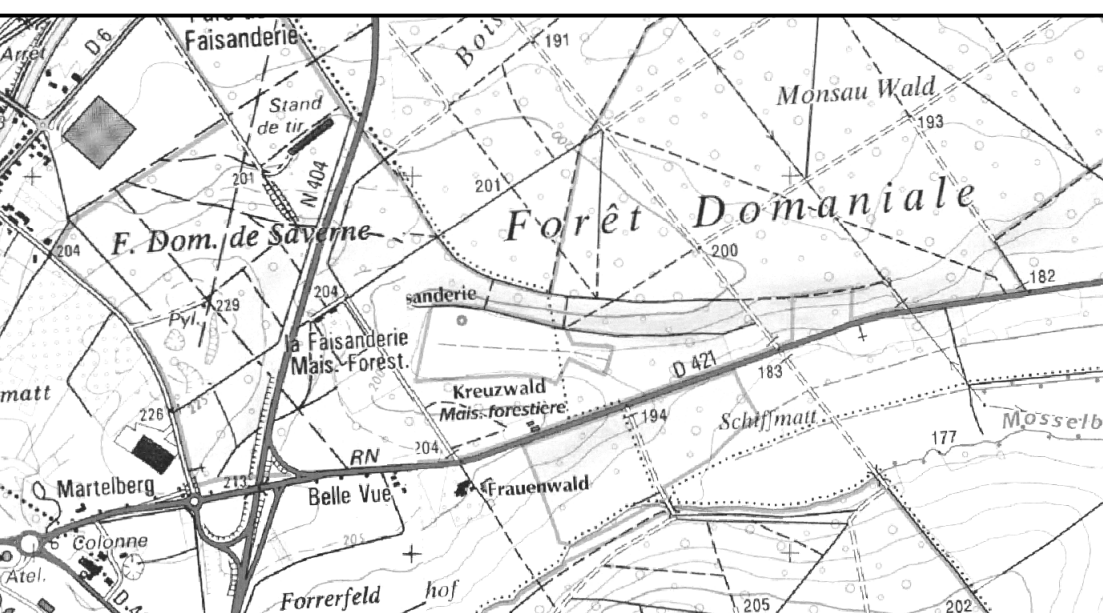 Faisanderie
Arrêt
D6
Bois
191
Monsau Wald
Stand
de tir
193
201
N 404
201
Forêt Domaniale
F. Dom. de Saverne
204
200
182
204
sanderie
229
Pyl.
la Faisanderie
Mais. Forest.
D 421
183
Kreuzwald
Mais. forestière
matt
226
225
194
Schiffmatt
Mosselb
204
177
RN
213
Martelberg
Belle Vue
Frauenwald
Colonne
205
Atel.
Forrerfeld
hof
205
202